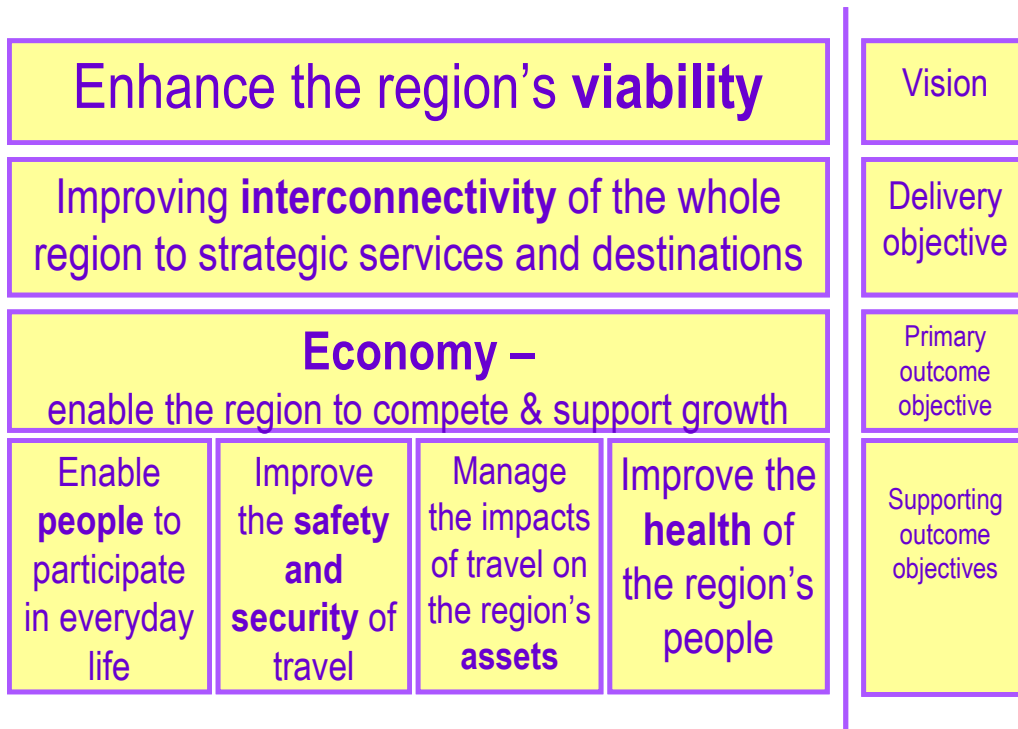 Enhance the region’s viability
Vision
Improving interconnectivity of the whole
region to strategic services and destinations
Delivery
objective
Economy –
enable the region to compete & support growth
Primary
outcome
objective
Enable
people to
participate
in everyday
life
Improve
the safety
and
security of
travel
Manage
the impacts
of travel on
the region’s
assets
Improve the
health of
the region’s
people
Supporting
outcome
objectives